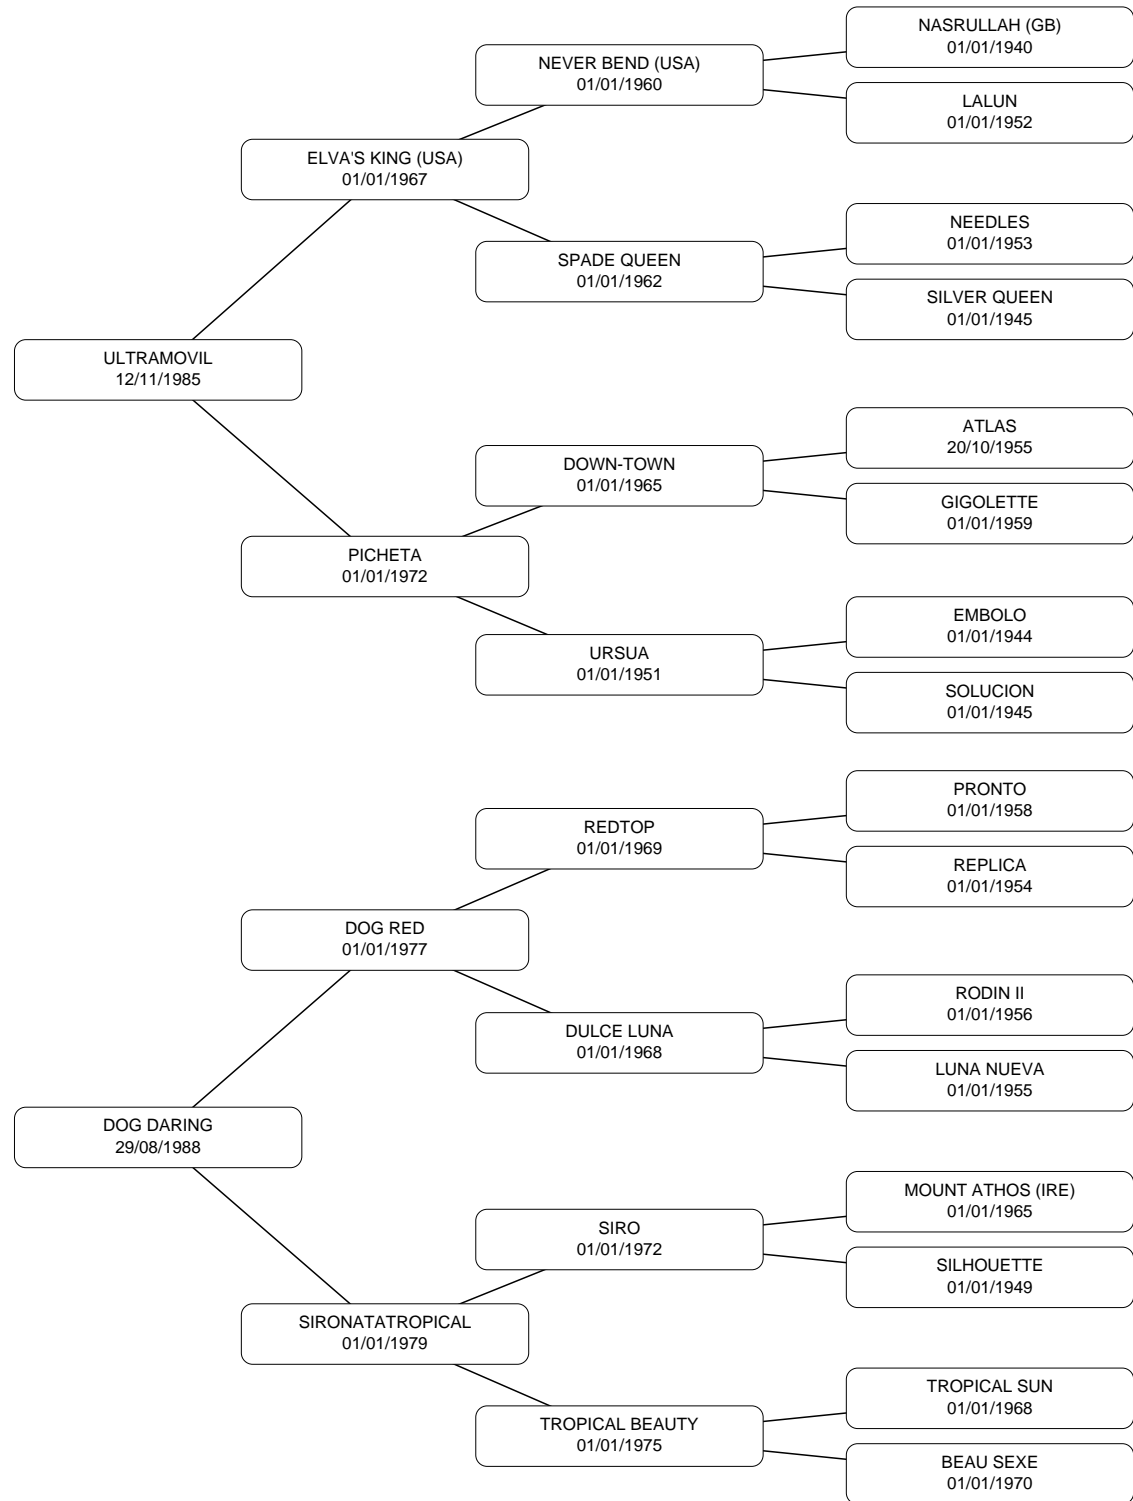 NASRULLAH (GB)
01/01/1940
NEVER BEND (USA)
01/01/1960
LALUN
01/01/1952
ELVA'S KING (USA)
01/01/1967
NEEDLES
01/01/1953
SPADE QUEEN
01/01/1962
SILVER QUEEN
01/01/1945
ULTRAMOVIL
12/11/1985
ATLAS
20/10/1955
DOWN-TOWN
01/01/1965
GIGOLETTE
01/01/1959
PICHETA
01/01/1972
EMBOLO
01/01/1944
URSUA
01/01/1951
SOLUCION
01/01/1945
PRONTO
01/01/1958
REDTOP
01/01/1969
REPLICA
01/01/1954
DOG RED
01/01/1977
RODIN II
01/01/1956
DULCE LUNA
01/01/1968
LUNA NUEVA
01/01/1955
DOG DARING
29/08/1988
MOUNT ATHOS (IRE)
01/01/1965
SIRO
01/01/1972
SILHOUETTE
01/01/1949
SIRONATATROPICAL
01/01/1979
TROPICAL SUN
01/01/1968
TROPICAL BEAUTY
01/01/1975
BEAU SEXE
01/01/1970